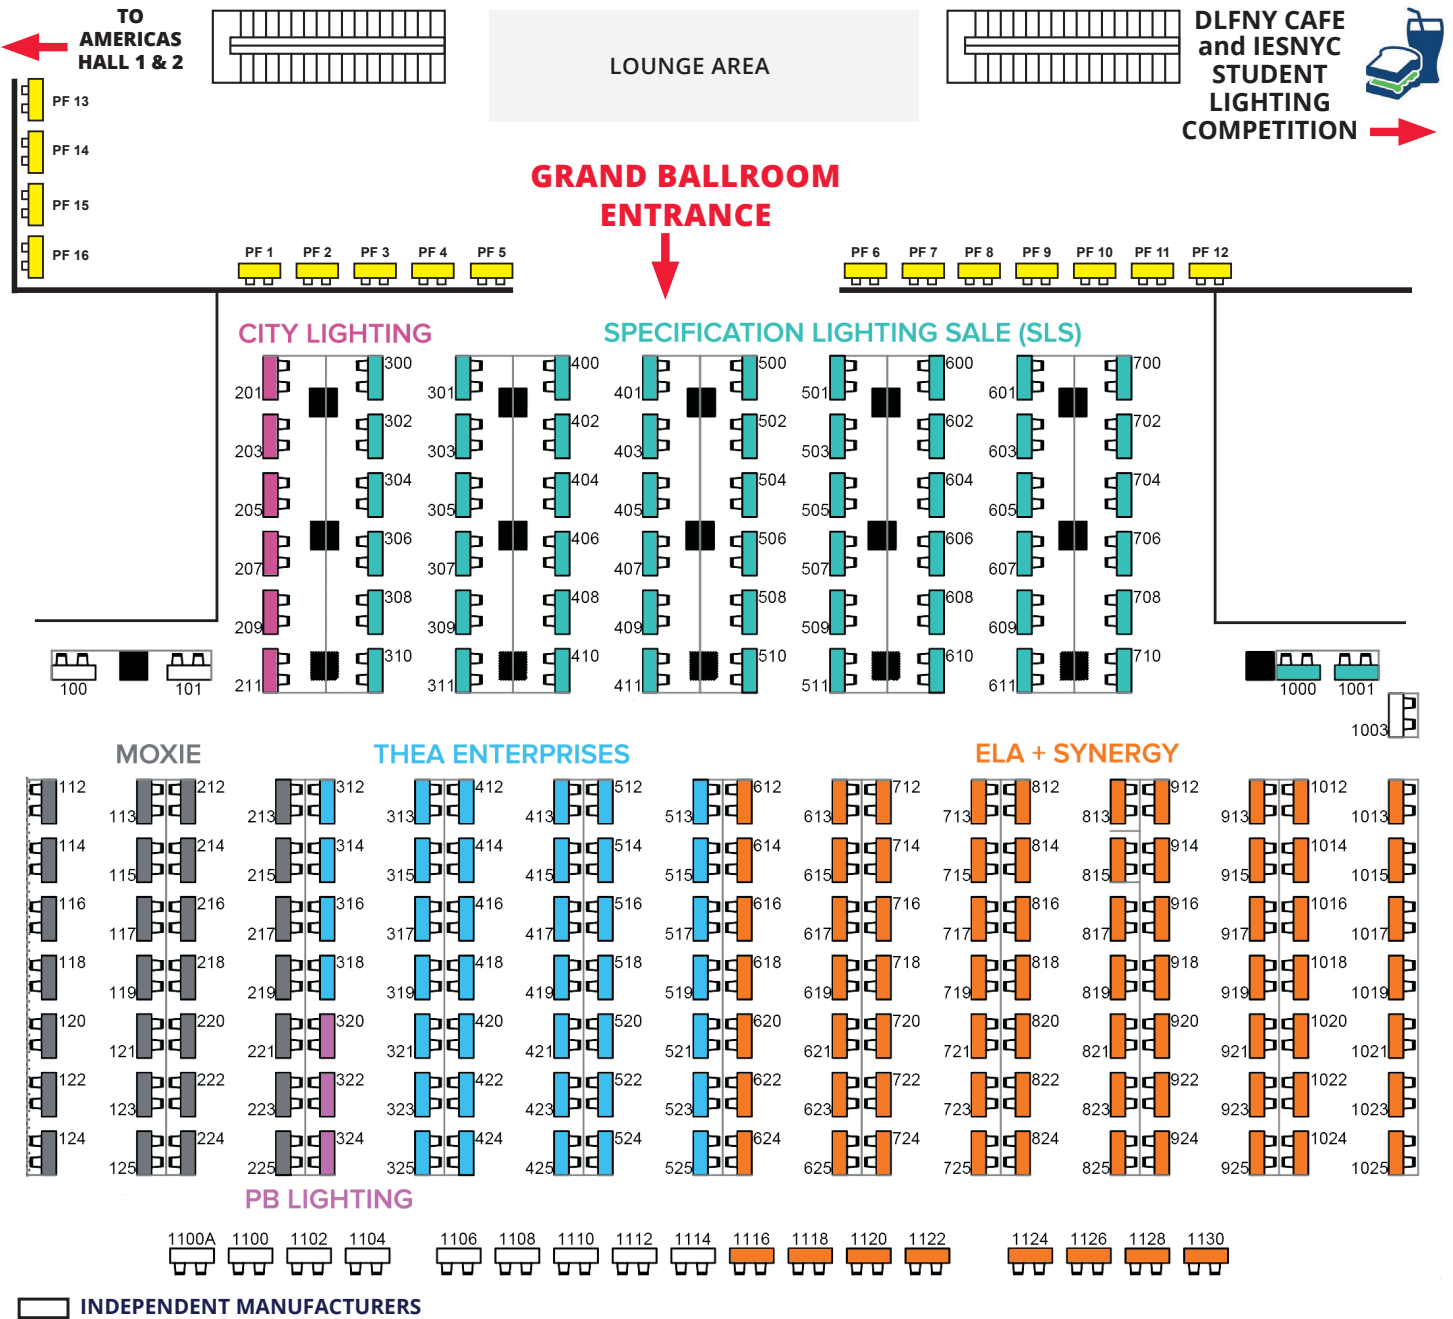 TO
AMERICAS
HALL 1 & 2
LOUNGE AREA
DLFNY CAFE
and IESNYC
STUDENT
LIGHTING
COMPETITION
PF 13
PF 14
PF 15
PF 16
GRAND BALLROOM
ENTRANCE
PF 1 PF 2 PF 3 PF 4 PF 5 PF 6 PF 7 PF 8 PF 9 PF 10 PF 11 PF 12
CITY LIGHTING SPECIFICATION LIGHTING SALE (SLS)
300 400 500 600 700
201 301 401 501 601
302 402 502 602 702
203 303 403 503 603
304 404 504 604 704
205 305 405 505 605
306 406 506 606 706
207 307 407 507 607
308 408 508 608 708
209 309 409 509 609
310 410 510 610 710
211 311 411 511 611
100 101 1000 1001
1003
MOXIE THEA ENTERPRISES ELA + SYNERGY
112 212 312 412 512 612 712 812 912 1012
113 213 313 413 513 613 713 813 913 1013
114 214 314 414 514 614 714 814 914 1014
115 215 315 415 515 615 715 815 915 1015
116 216 316 416 516 616 716 816 916 1016
117 217 317 417 517 617 717 817 917 1017
118 218 318 418 518 618 718 818 918 1018
119 219 319 419 519 619 719 819 919 1019
120 220 320 420 520 620 720 820 920 1020
121 221 321 421 521 621 721 821 921 1021
122 222 322 422 522 622 722 822 922 1022
123 223 323 423 523 623 723 823 923 1023
124 224 324 424 524 624 724 824 924 1024
125 225 325 425 525 625 725 825 925 1025
PB LIGHTING
1100A 1100 1102 1104 1106 1108 1110 1112 1114 1116 1118 1120 1122 1124 1126 1128 1130
INDEPENDENT MANUFACTURERS